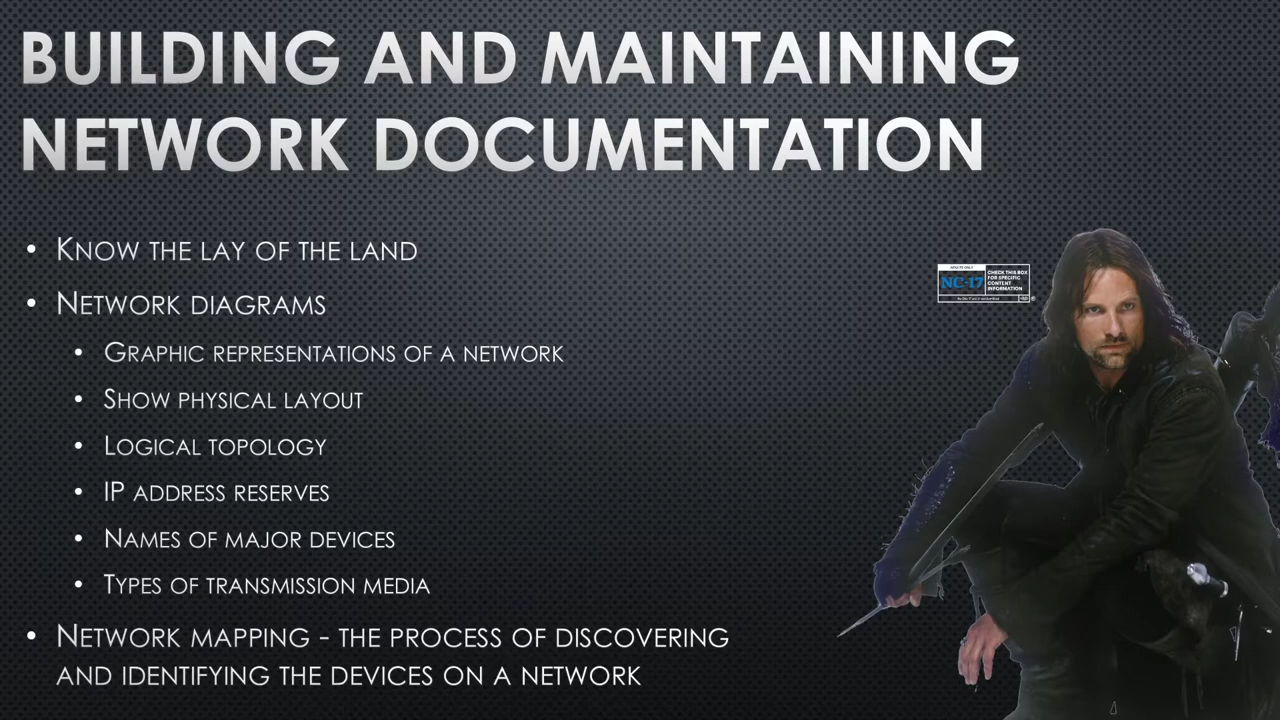 BUILDING AND MAINTAINING
NETWORK DOCUMENTATION
• KNOW THE LAY OF THE LAND
• NETWORK DIAGRAMS
• GRAPHIC REPRESENTATIONS OF A NETWORK
• SHOW PHYSICAL LAYOUT
• LOGICAL TOPOLOGY
• IP ADDRESS RESERVES
• NAMES OF MAJOR DEVICES
• TYPES OF TRANSMISSION MEDIA
• NETWORK MAPPING - THE PROCESS OF DISCOVERING
AND IDENTIFYING THE DEVICES ON A NETWORK
ADULTS ONLY
NC-17
CHECK THIS BOX
FOR SPECIFIC
CONTENT
INFORMATION